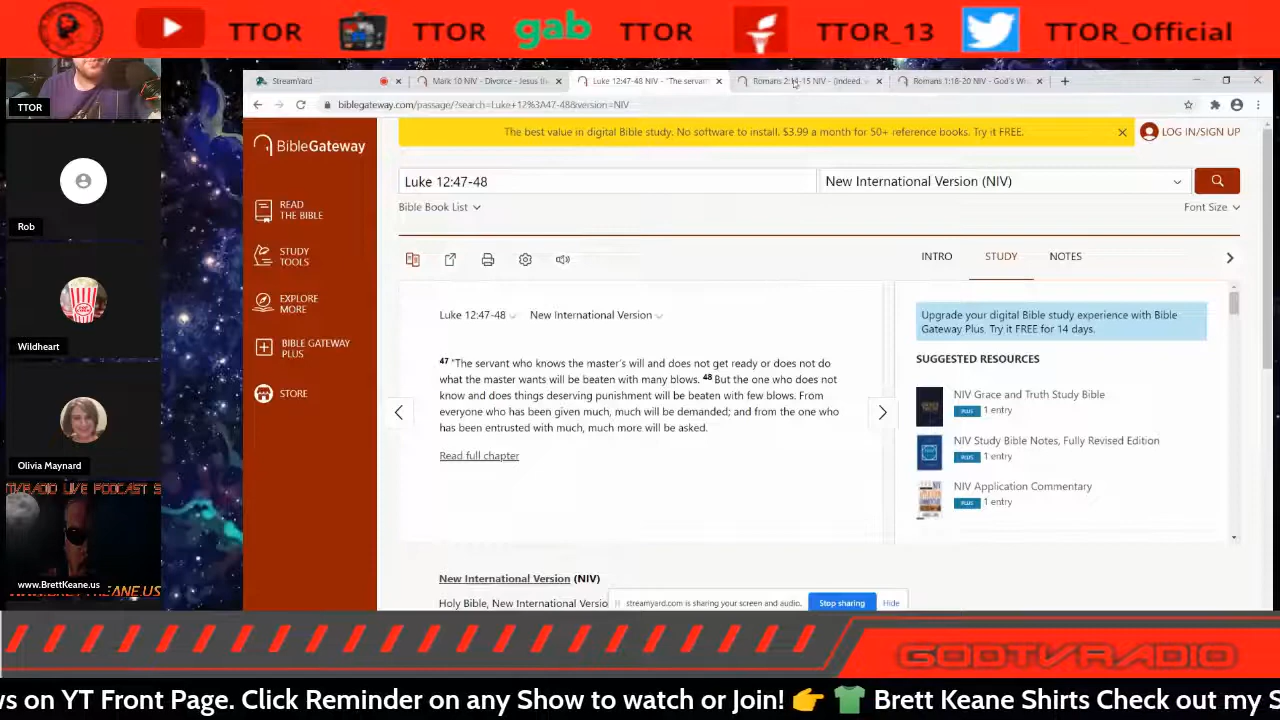 TTOR
TTOR
gab
TTOR
TTOR_13
TTOR_Official
TTOR
Rob
Wildheart
Olivia Maynard
LIVE PODCAST S
www.BrettKeane.us
StreamYard
Mark 10 NIV - Divorce - Jesus th
Luke 12:47-48 NIV - "The servant
Romans 2:14-15 NIV - (Indeed,
Romans 1:18-20 NIV - God's W
biblegateway.com/passage/?search=Luke+12%3A47-48&version=NIV
The best value in digital Bible study. No software to install. $3.99 a month for 50+ reference books. Try it FREE.
LOG IN/SIGN UP
BibleGateway
READ
THE BIBLE
STUDY
TOOLS
EXPLORE
MORE
BIBLE GATEWAY
PLUS
STORE
Luke 12:47-48
New International Version (NIV)
Bible Book List
Font Size
INTRO
STUDY
NOTES
Luke 12:47-48
New International Version
47 "The servant who knows the master's will and does not get ready or does not do
what the master wants will be beaten with many blows. 48 But the one who does not
know and does things deserving punishment will be beaten with few blows. From
everyone who has been given much, much will be demanded; and from the one who
has been entrusted with much, much more will be asked.
Read full chapter
Upgrade your digital Bible study experience with Bible
Gateway Plus. Try it FREE for 14 days.
SUGGESTED RESOURCES
NIV Grace and Truth Study Bible
PLUS 1 entry
NIV Study Bible Notes, Fully Revised Edition
PLUS 1 entry
NIV Application Commentary
PLUS 1 entry
New International Version (NIV)
Holy Bible, New International Versio
streamyard.com is sharing your screen and audio.
Stop sharing
Hide
GODTVRADIO
ws on YT Front Page. Click Reminder on any Show to watch or Join! 👉 👕 Brett Keane Shirts Check out my S